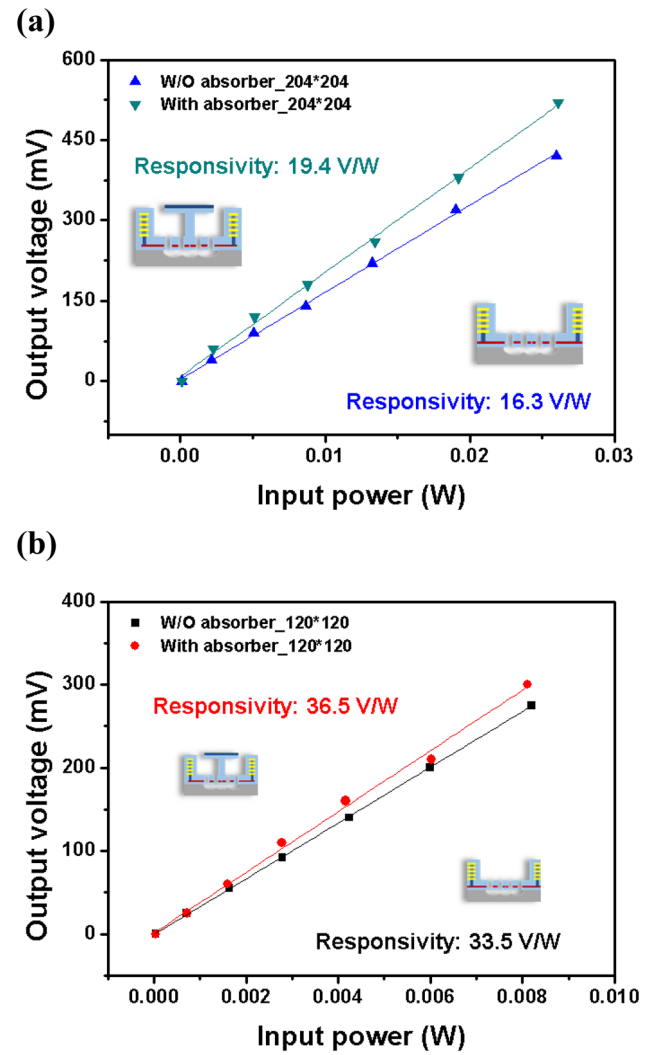 (a)
600
450
300
150
0
Output voltage (mV)
W/O absorber_204*204
With absorber_204*204
Responsivity: 19.4 V/W
Responsivity: 16.3 V/W
0.00 0.01 0.02 0.03
Input power (W)
(b)
400
300
200
100
0
Output voltage (mV)
W/O absorber_120*120
With absorber_120*120
Responsivity: 36.5 V/W
Responsivity: 33.5 V/W
0.000 0.002 0.004 0.006 0.008 0.010
Input power (W)